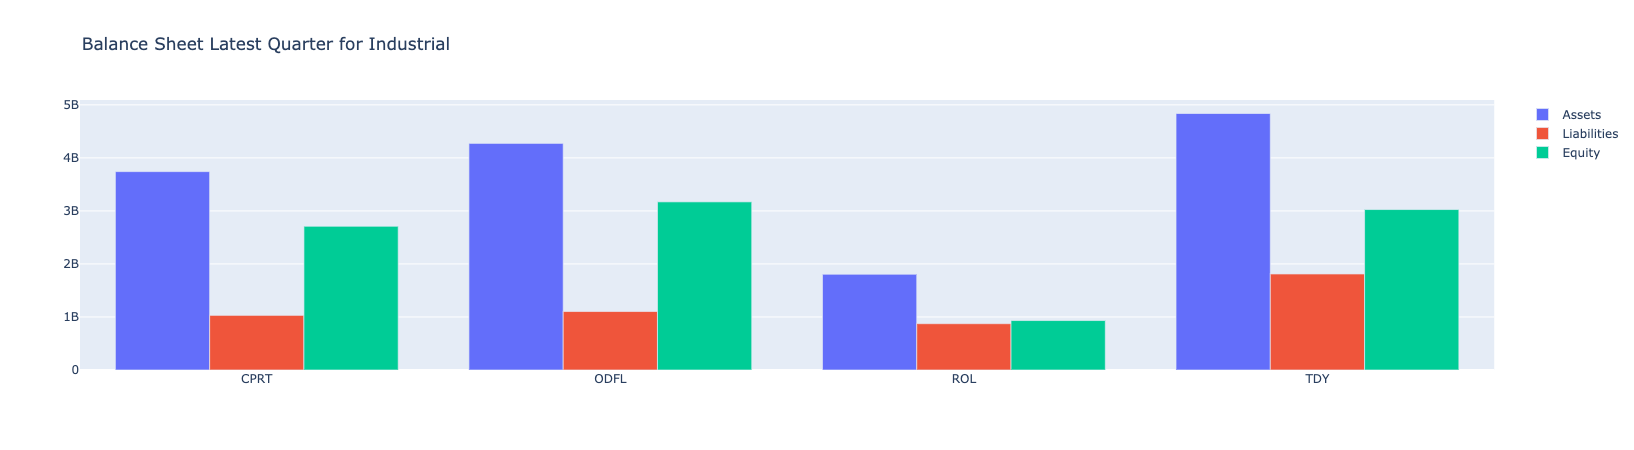 Balance Sheet Latest Quarter for Industrial
5B
4B
3B
2B
1B
0
CPRT ODFL ROL TDY
Assets
Liabilities
Equity